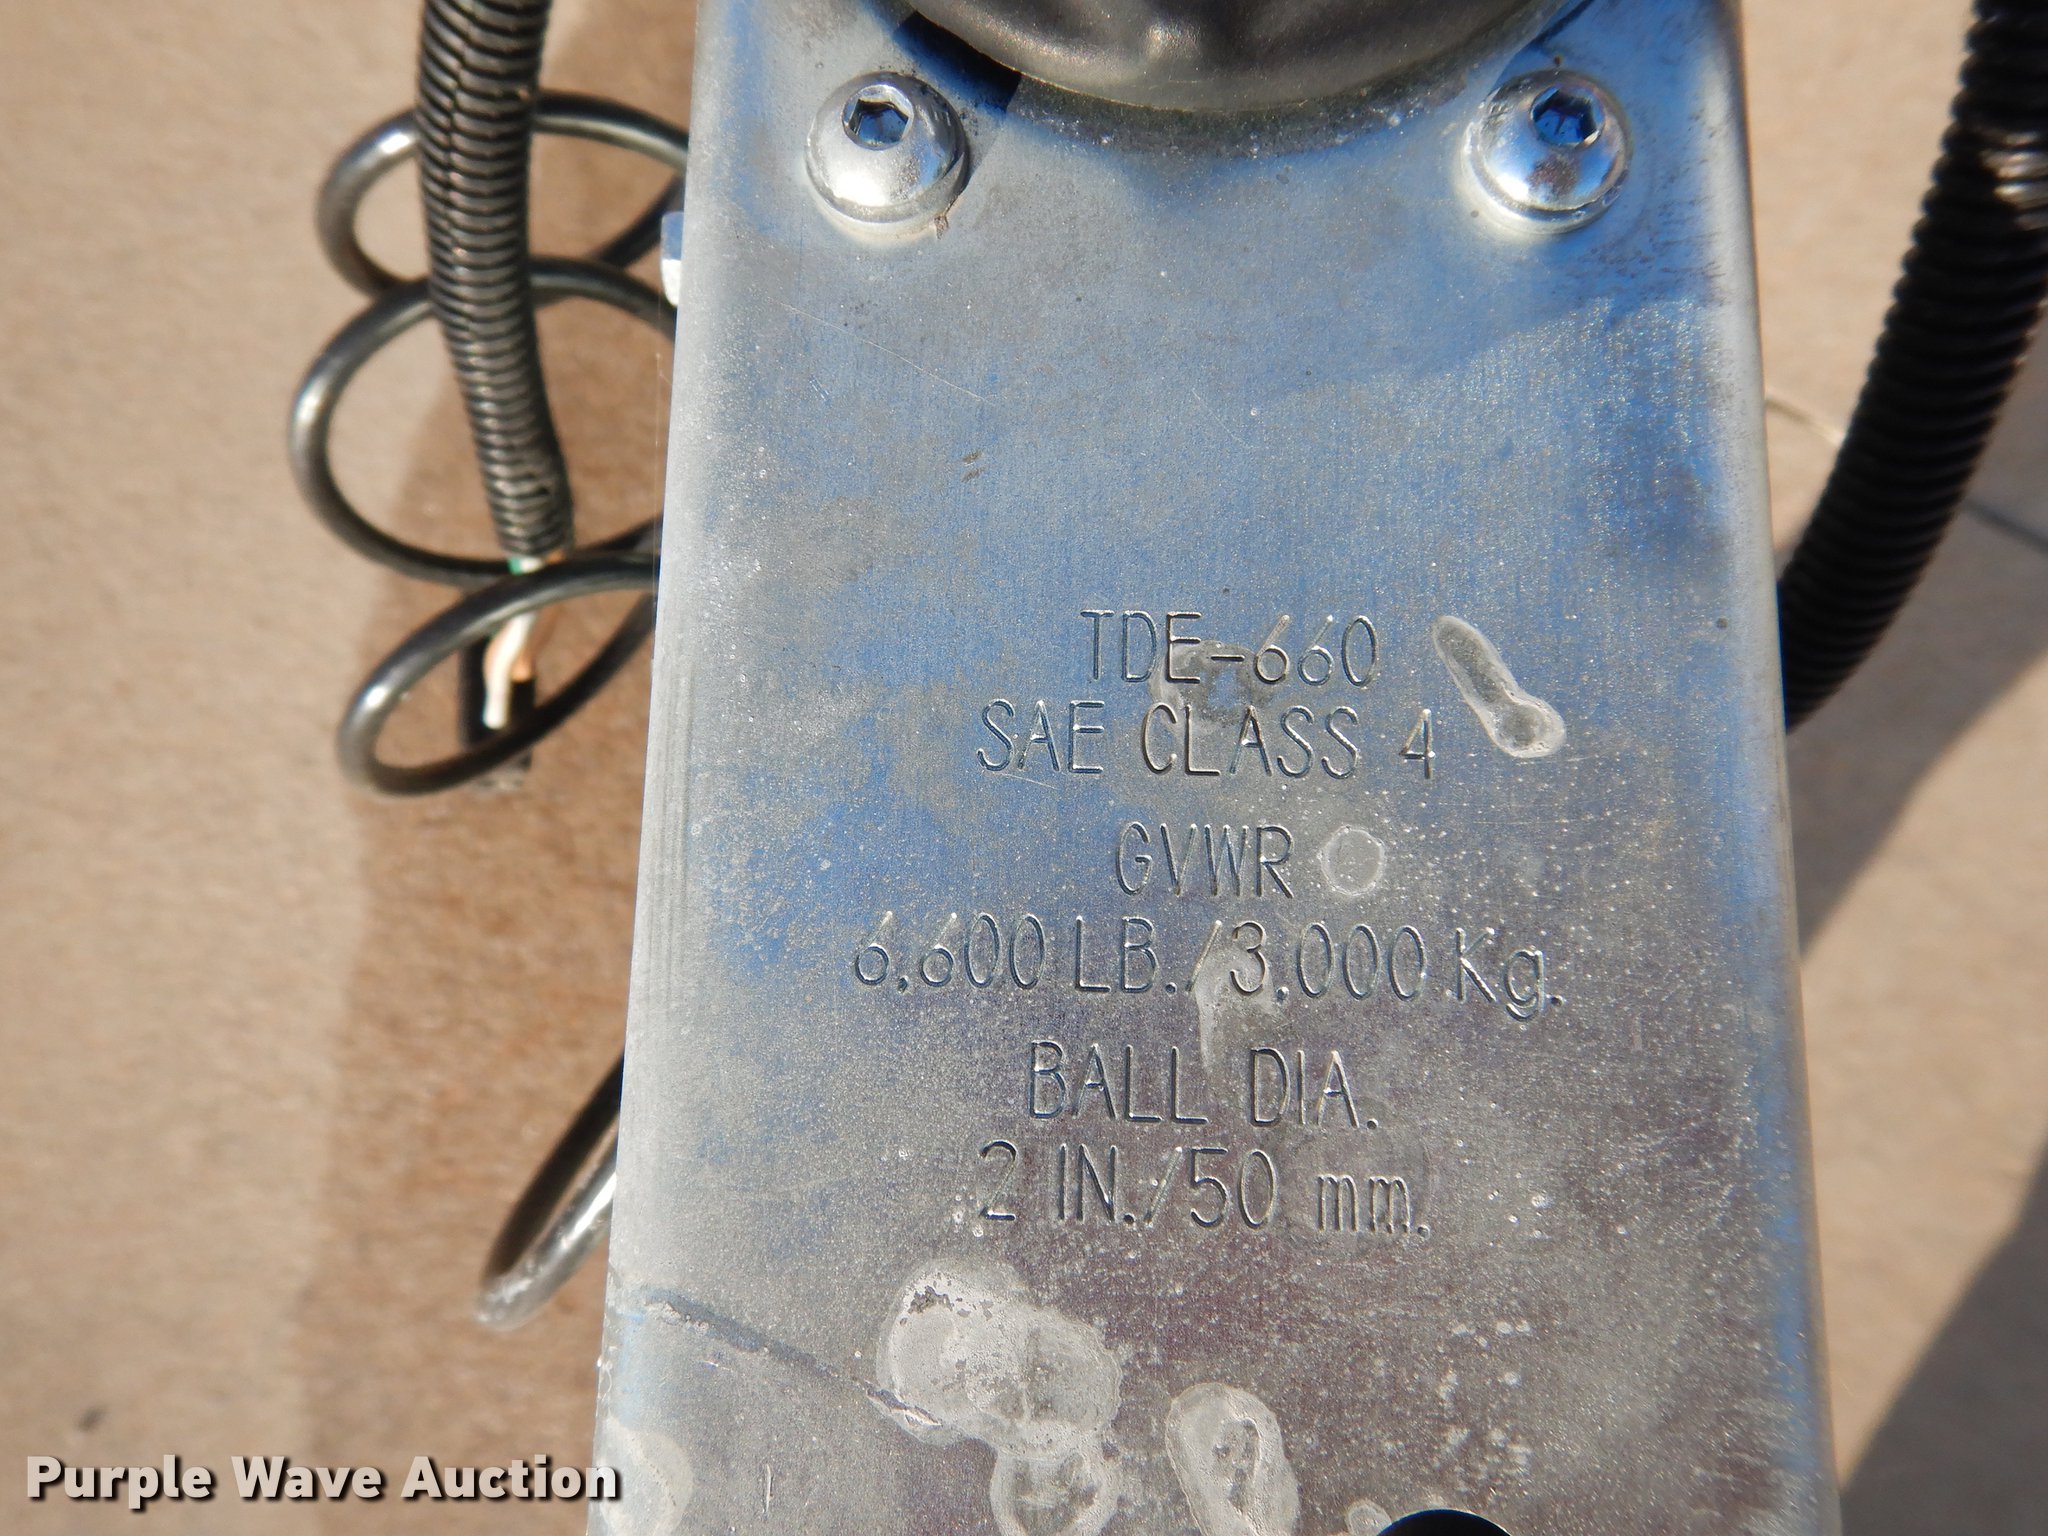 TDE-660
SAE CLASS 4
GVWR
6,600 LB./3,000 Kg.
BALL DIA.
2 IN./50 mm.
Purple Wave Auction